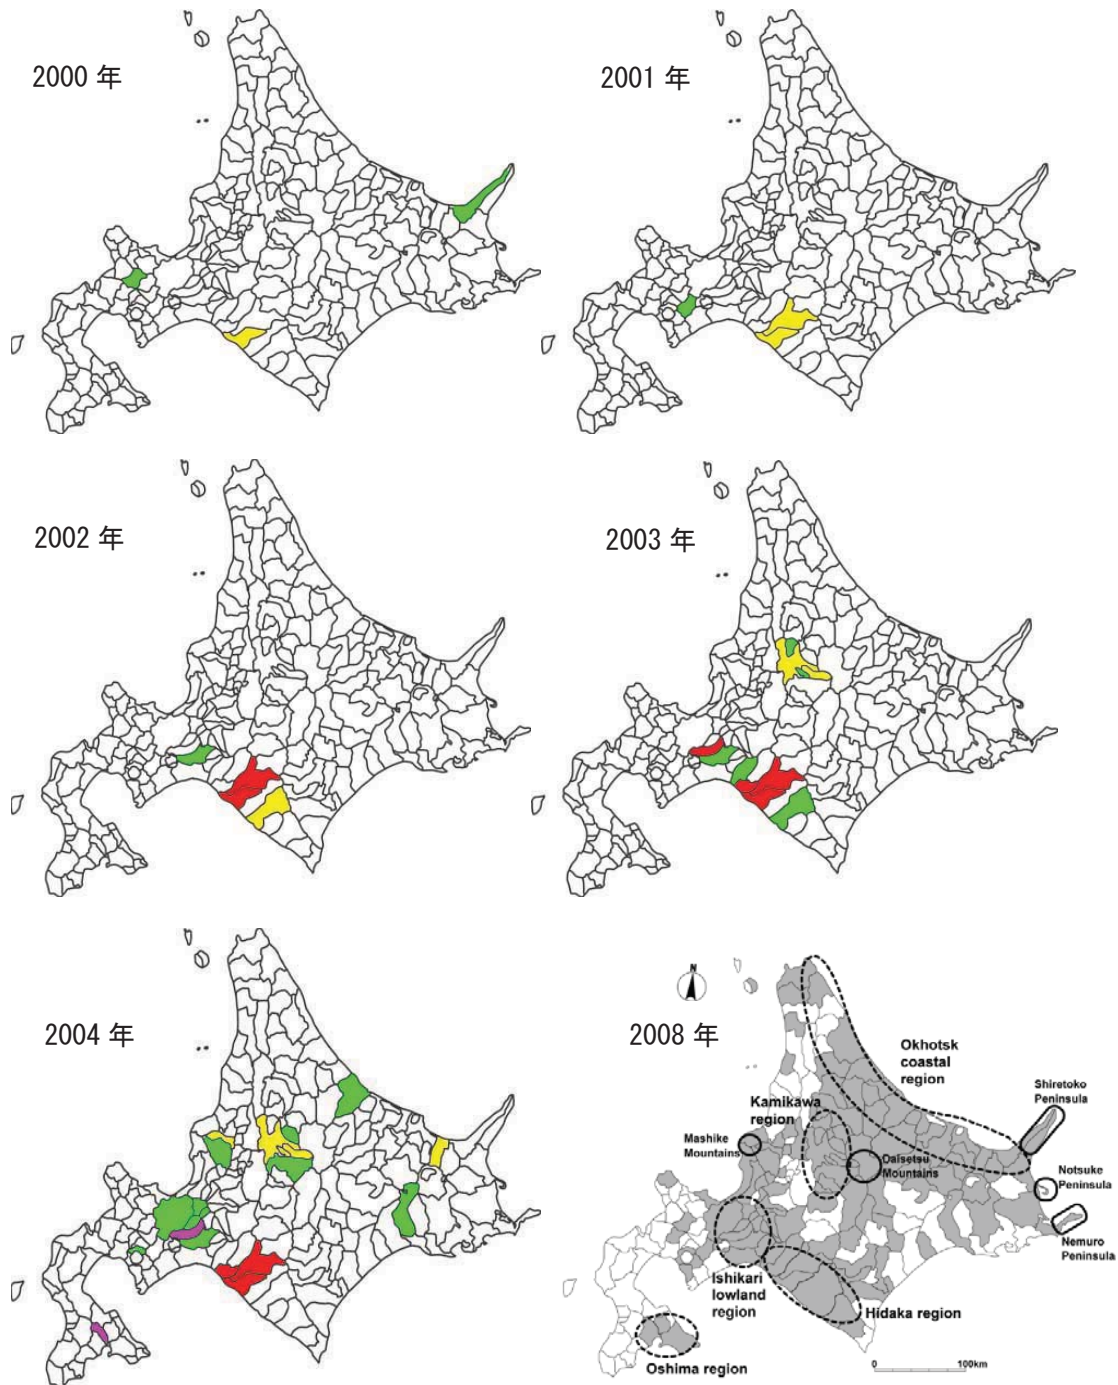 2000 年
2001 年
2002 年
2003 年
2004 年
2008 年
N
Okhotsk
coastal
region
Shiretoko
Peninsula
Kamikawa
region
Mashike
Mountains
Daisetsu
Mountains
Notsuke
Peninsula
Nemuro
Peninsula
Ishikari
lowland
region
Hidaka region
Oshima region
0
100km